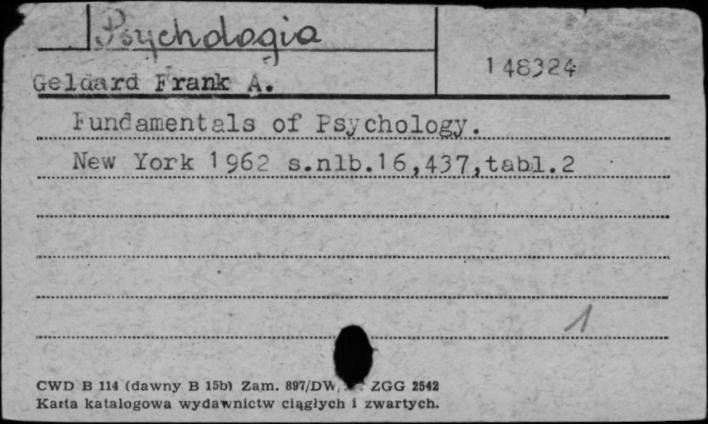 Psychologia
148324
Geldard Frank A.
Fundamentals of Psychology.
New York 1962 s.nlb.16,437,tabl.2
1
CWD B 114 (dawny B 15b) Zam. 897/DW, ZGG 2542
Karta katalogowa wydawnictw ciągłych i zwartych.